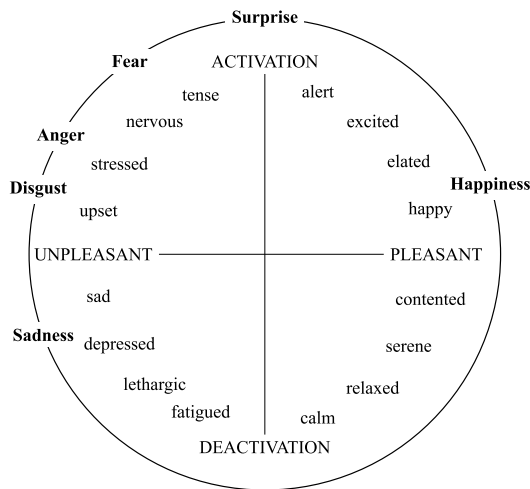 Surprise
Fear
ACTIVATION
tense
alert
nervous
excited
Anger
stressed
elated
Disgust
Happiness
upset
happy
UNPLEASANT
PLEASANT
sad
contented
Sadness
depressed
serene
lethargic
relaxed
fatigued
calm
DEACTIVATION